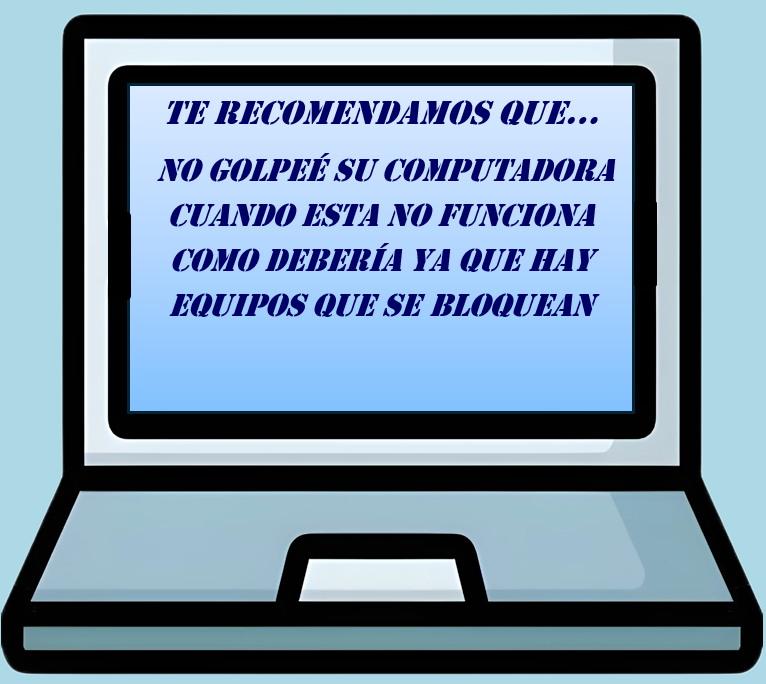 TE RECOMENDAMOS QUE...
NO GOLPEÉ SU COMPUTADORA
CUANDO ESTA NO FUNCIONA
COMO DEBERÍA YA QUE HAY
EQUIPOS QUE SE BLOQUEAN